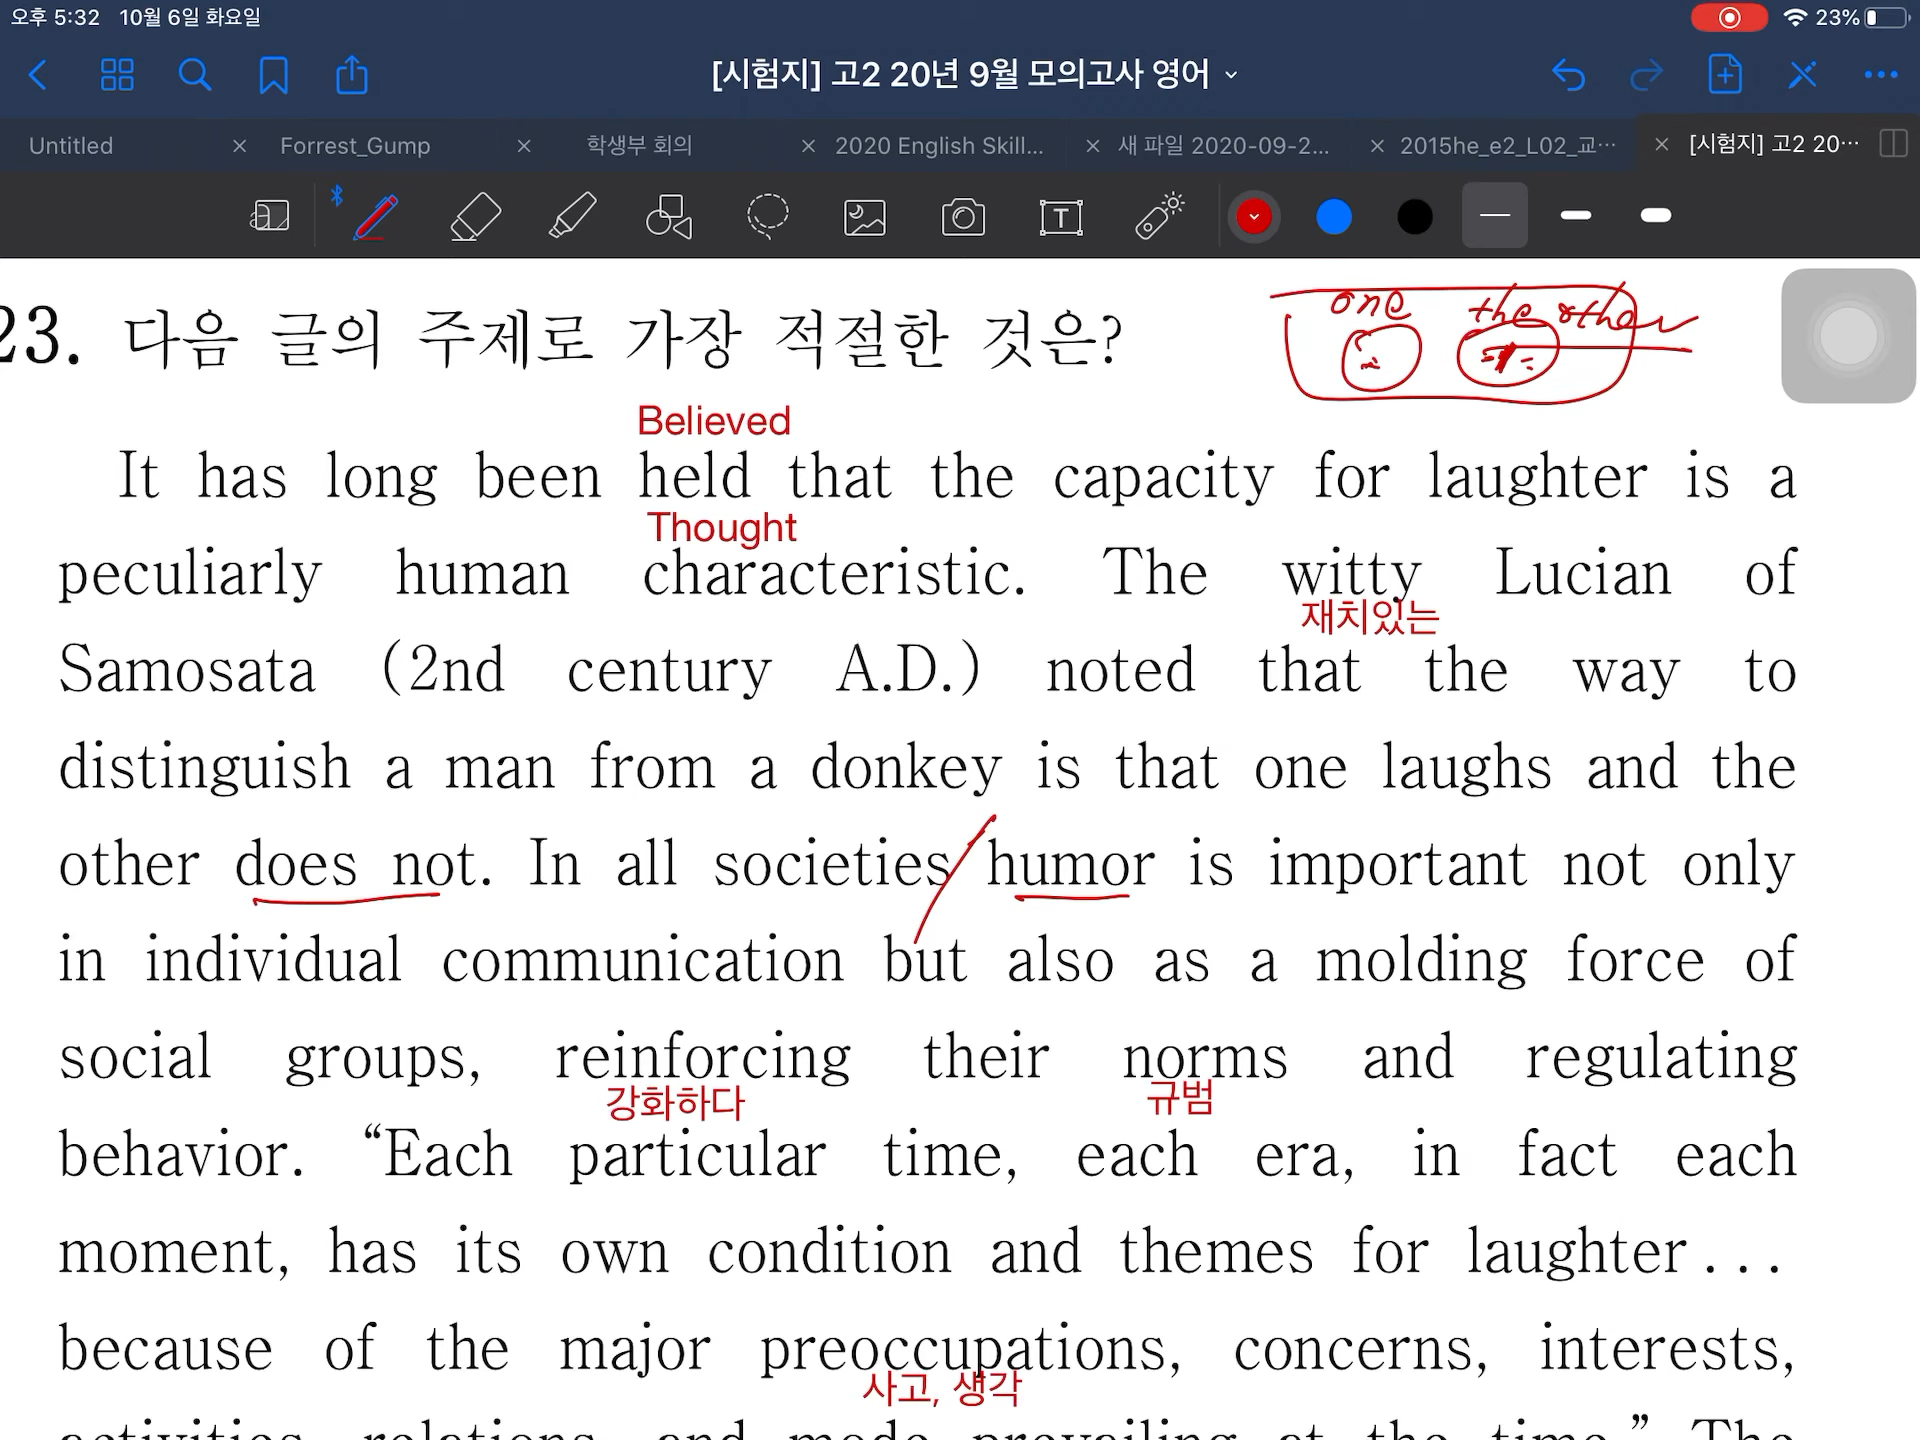 오후 5:32 10월 6일 화요일 23%
[시험지] 고2 20년 9월 모의고사 영어
Untitled Forrest_Gump 학생부 회의 2020 English Skill... 새 파일 2020-09-2... 2015he_e2_L02_교… [시험지] 고2 20…
one the other
23. 다음 글의 주제로 가장 적절한 것은?
Believed
It has long been held that the capacity for laughter is a
Thought
peculiarly human characteristic. The witty Lucian of
재치있는
Samosata (2nd century A.D.) noted that the way to
distinguish a man from a donkey is that one laughs and the
other does not. In all societies humor is important not only
in individual communication but also as a molding force of
social groups, reinforcing their norms and regulating
강화하다 규범
behavior. “Each particular time, each era, in fact each
moment, has its own condition and themes for laughter...
because of the major preoccupations, concerns, interests,
사고, 생각
activities, relations, and mode prevailing at the time.” The